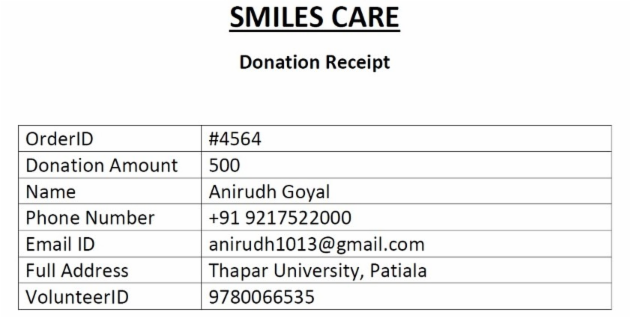 SMILES CARE
Donation Receipt
OrderID #4564
Donation Amount 500
Name Anirudh Goyal
Phone Number +91 9217522000
Email ID anirudh1013@gmail.com
Full Address Thapar University, Patiala
VolunteerID 9780066535